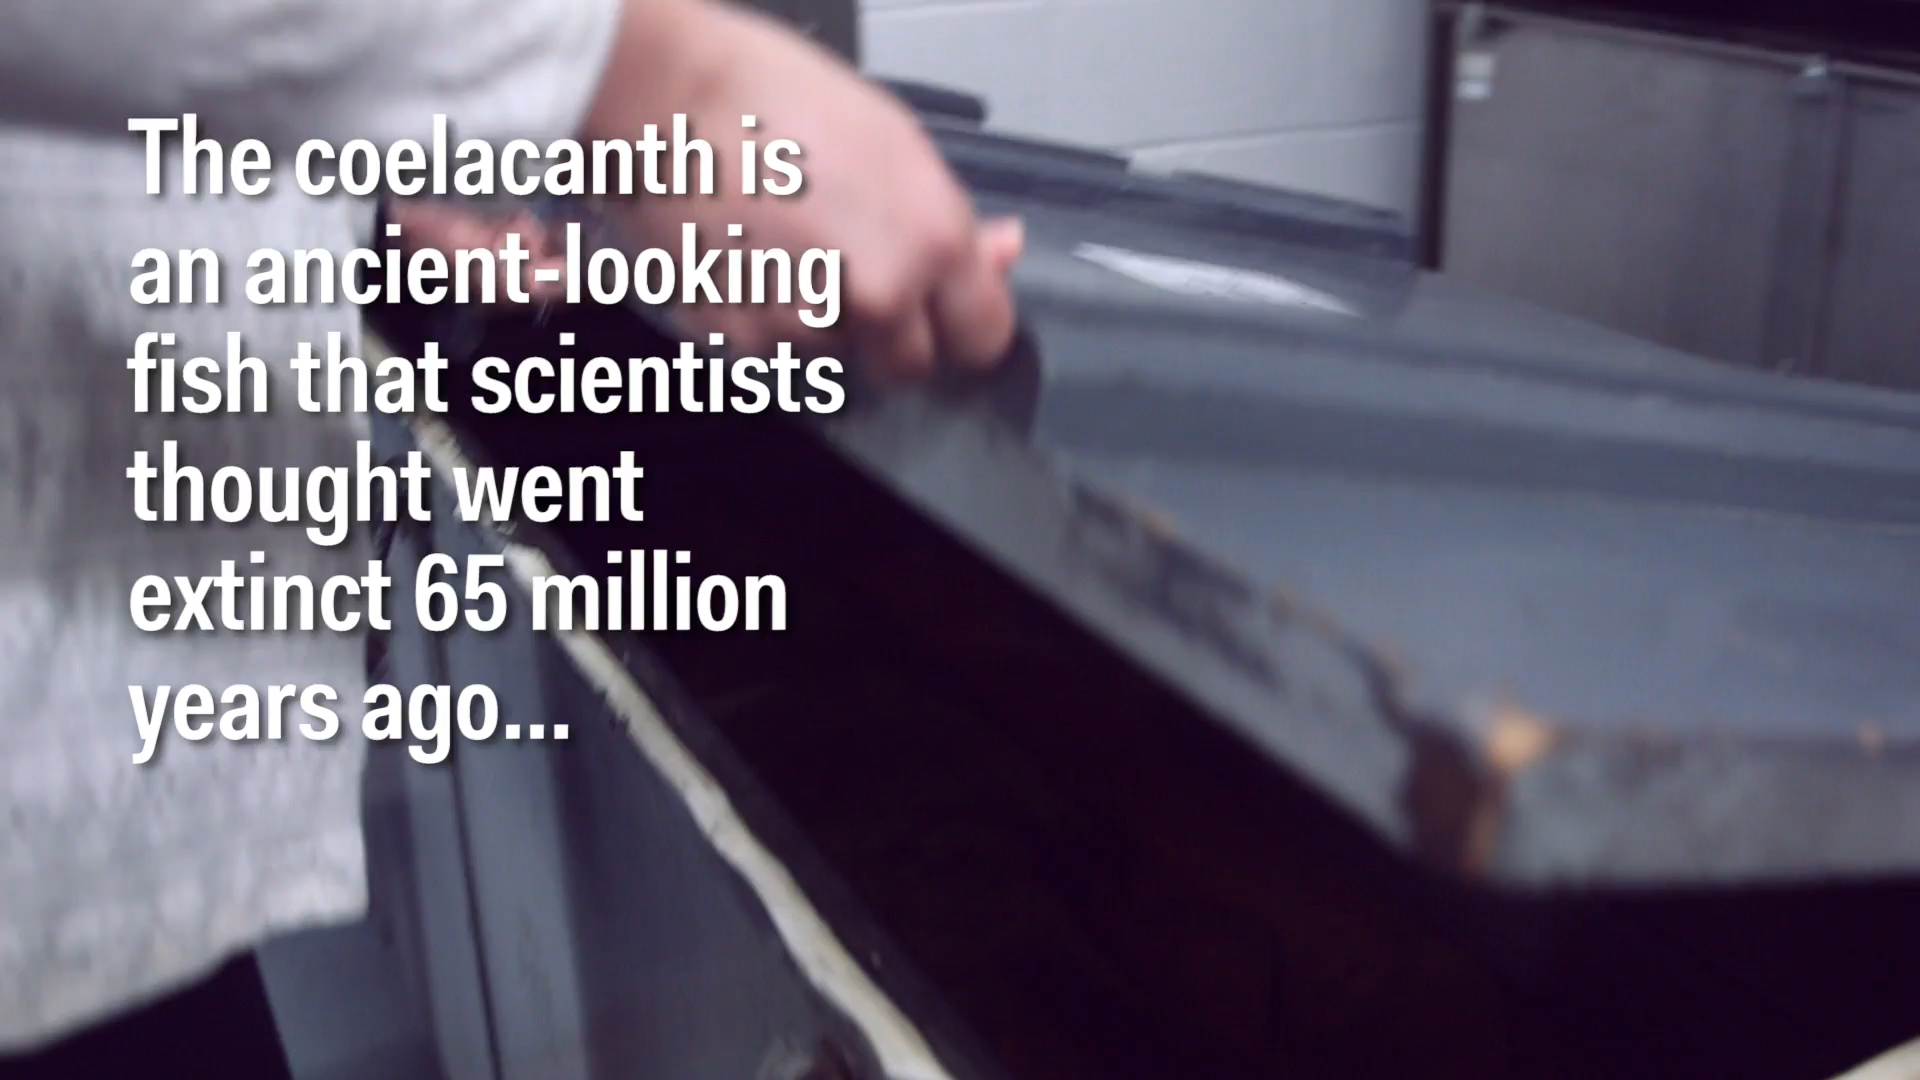 The coelacanth is
an ancient-looking
fish that scientists
thought went
extinct 65 million
years ago...